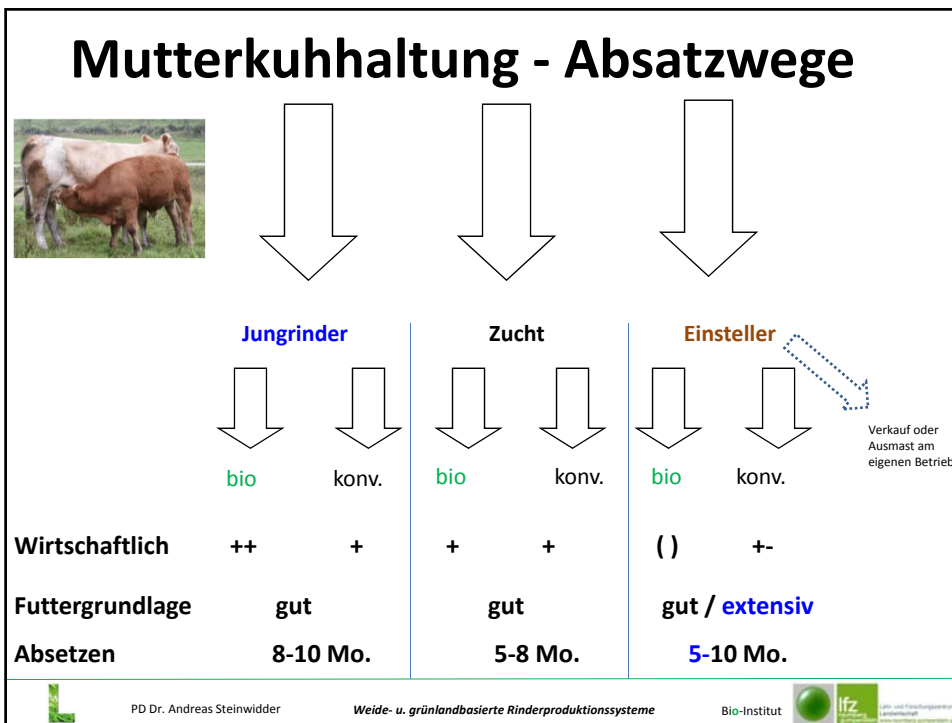 Mutterkuhhaltung - Absatzwege
Jungrinder Zucht Einsteller
Verkauf oder
Ausmast am
eigenen Betrieb
bio konv. bio konv. bio konv.
Wirtschaftlich ++ + + + ( ) +-
Futtergrundlage gut gut gut / extensiv
Absetzen 8-10 Mo. 5-8 Mo. 5-10 Mo.
PD Dr. Andreas Steinwidder Weide- u. grünlandbasierte Rinderproduktionssysteme Bio-Institut lfz